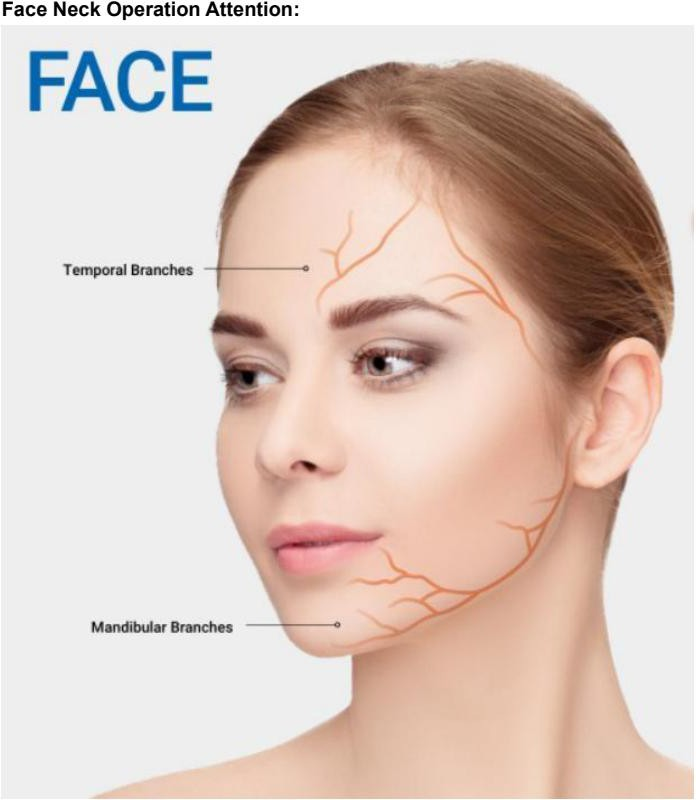 Face Neck Operation Attention:
FACE
Temporal Branches
Mandibular Branches